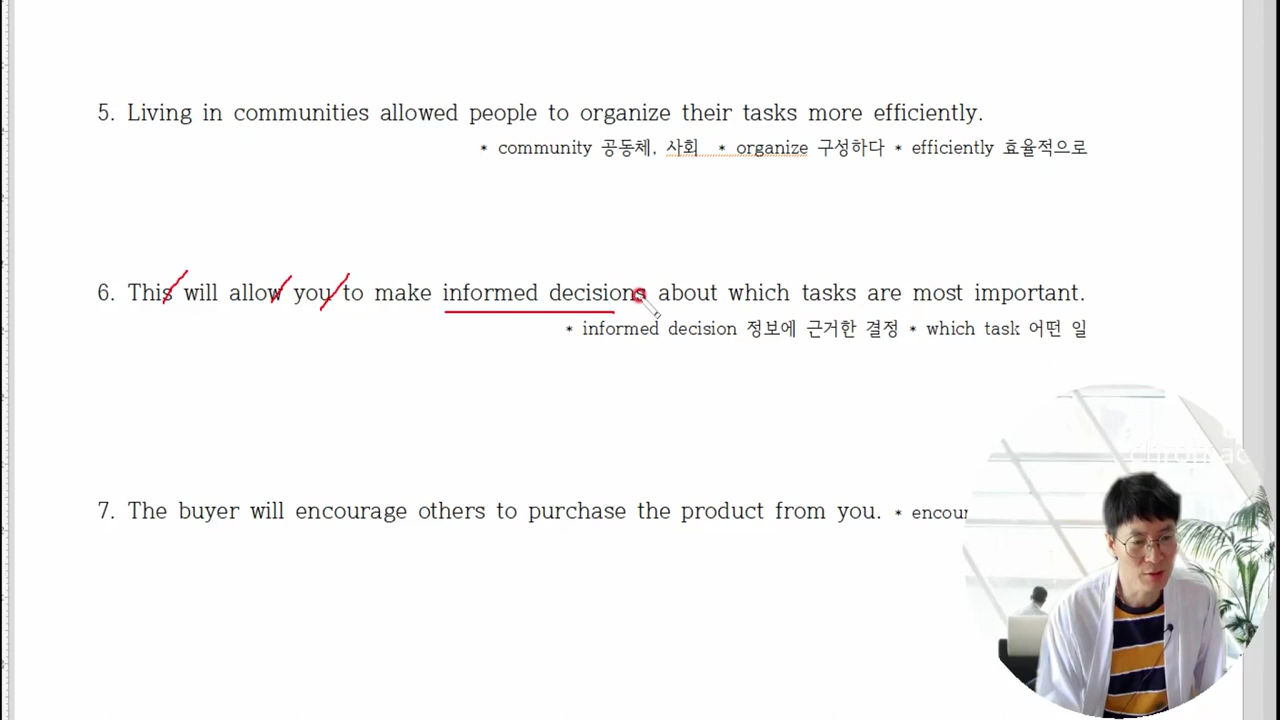 5. Living in communities allowed people to organize their tasks more efficiently.
* community 공동체, 사회 * organize 구성하다 * efficiently 효율적으로
6. This will allow you to make informed decisions about which tasks are most important.
* informed decision 정보에 근거한 결정 * which task 어떤 일
7. The buyer will encourage others to purchase the product from you. * encour